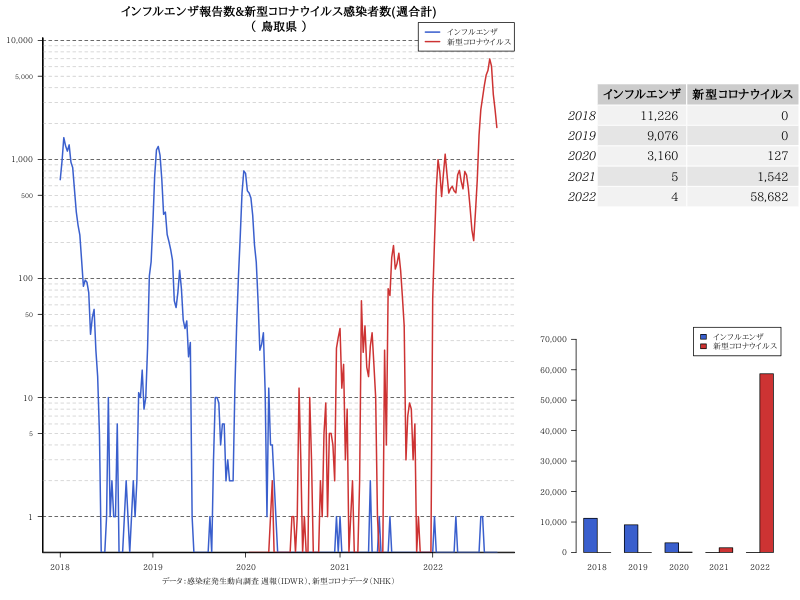 インフルエンザ報告数&新型コロナウイルス感染者数(週合計)
( 鳥取県 )
インフルエンザ
新型コロナウイルス
10,000
5,000
1,000
500
100
50
10
5
1
2018 2019 2020 2021 2022
データ:感染症発生動向調査 週報(IDWR)、新型コロナデータ(NHK)
インフルエンザ 新型コロナウイルス
2018 11,226 0
2019 9,076 0
2020 3,160 127
2021 5 1,542
2022 4 58,682
インフルエンザ
新型コロナウイルス
70,000
60,000
50,000
40,000
30,000
20,000
10,000
0
2018 2019 2020 2021 2022